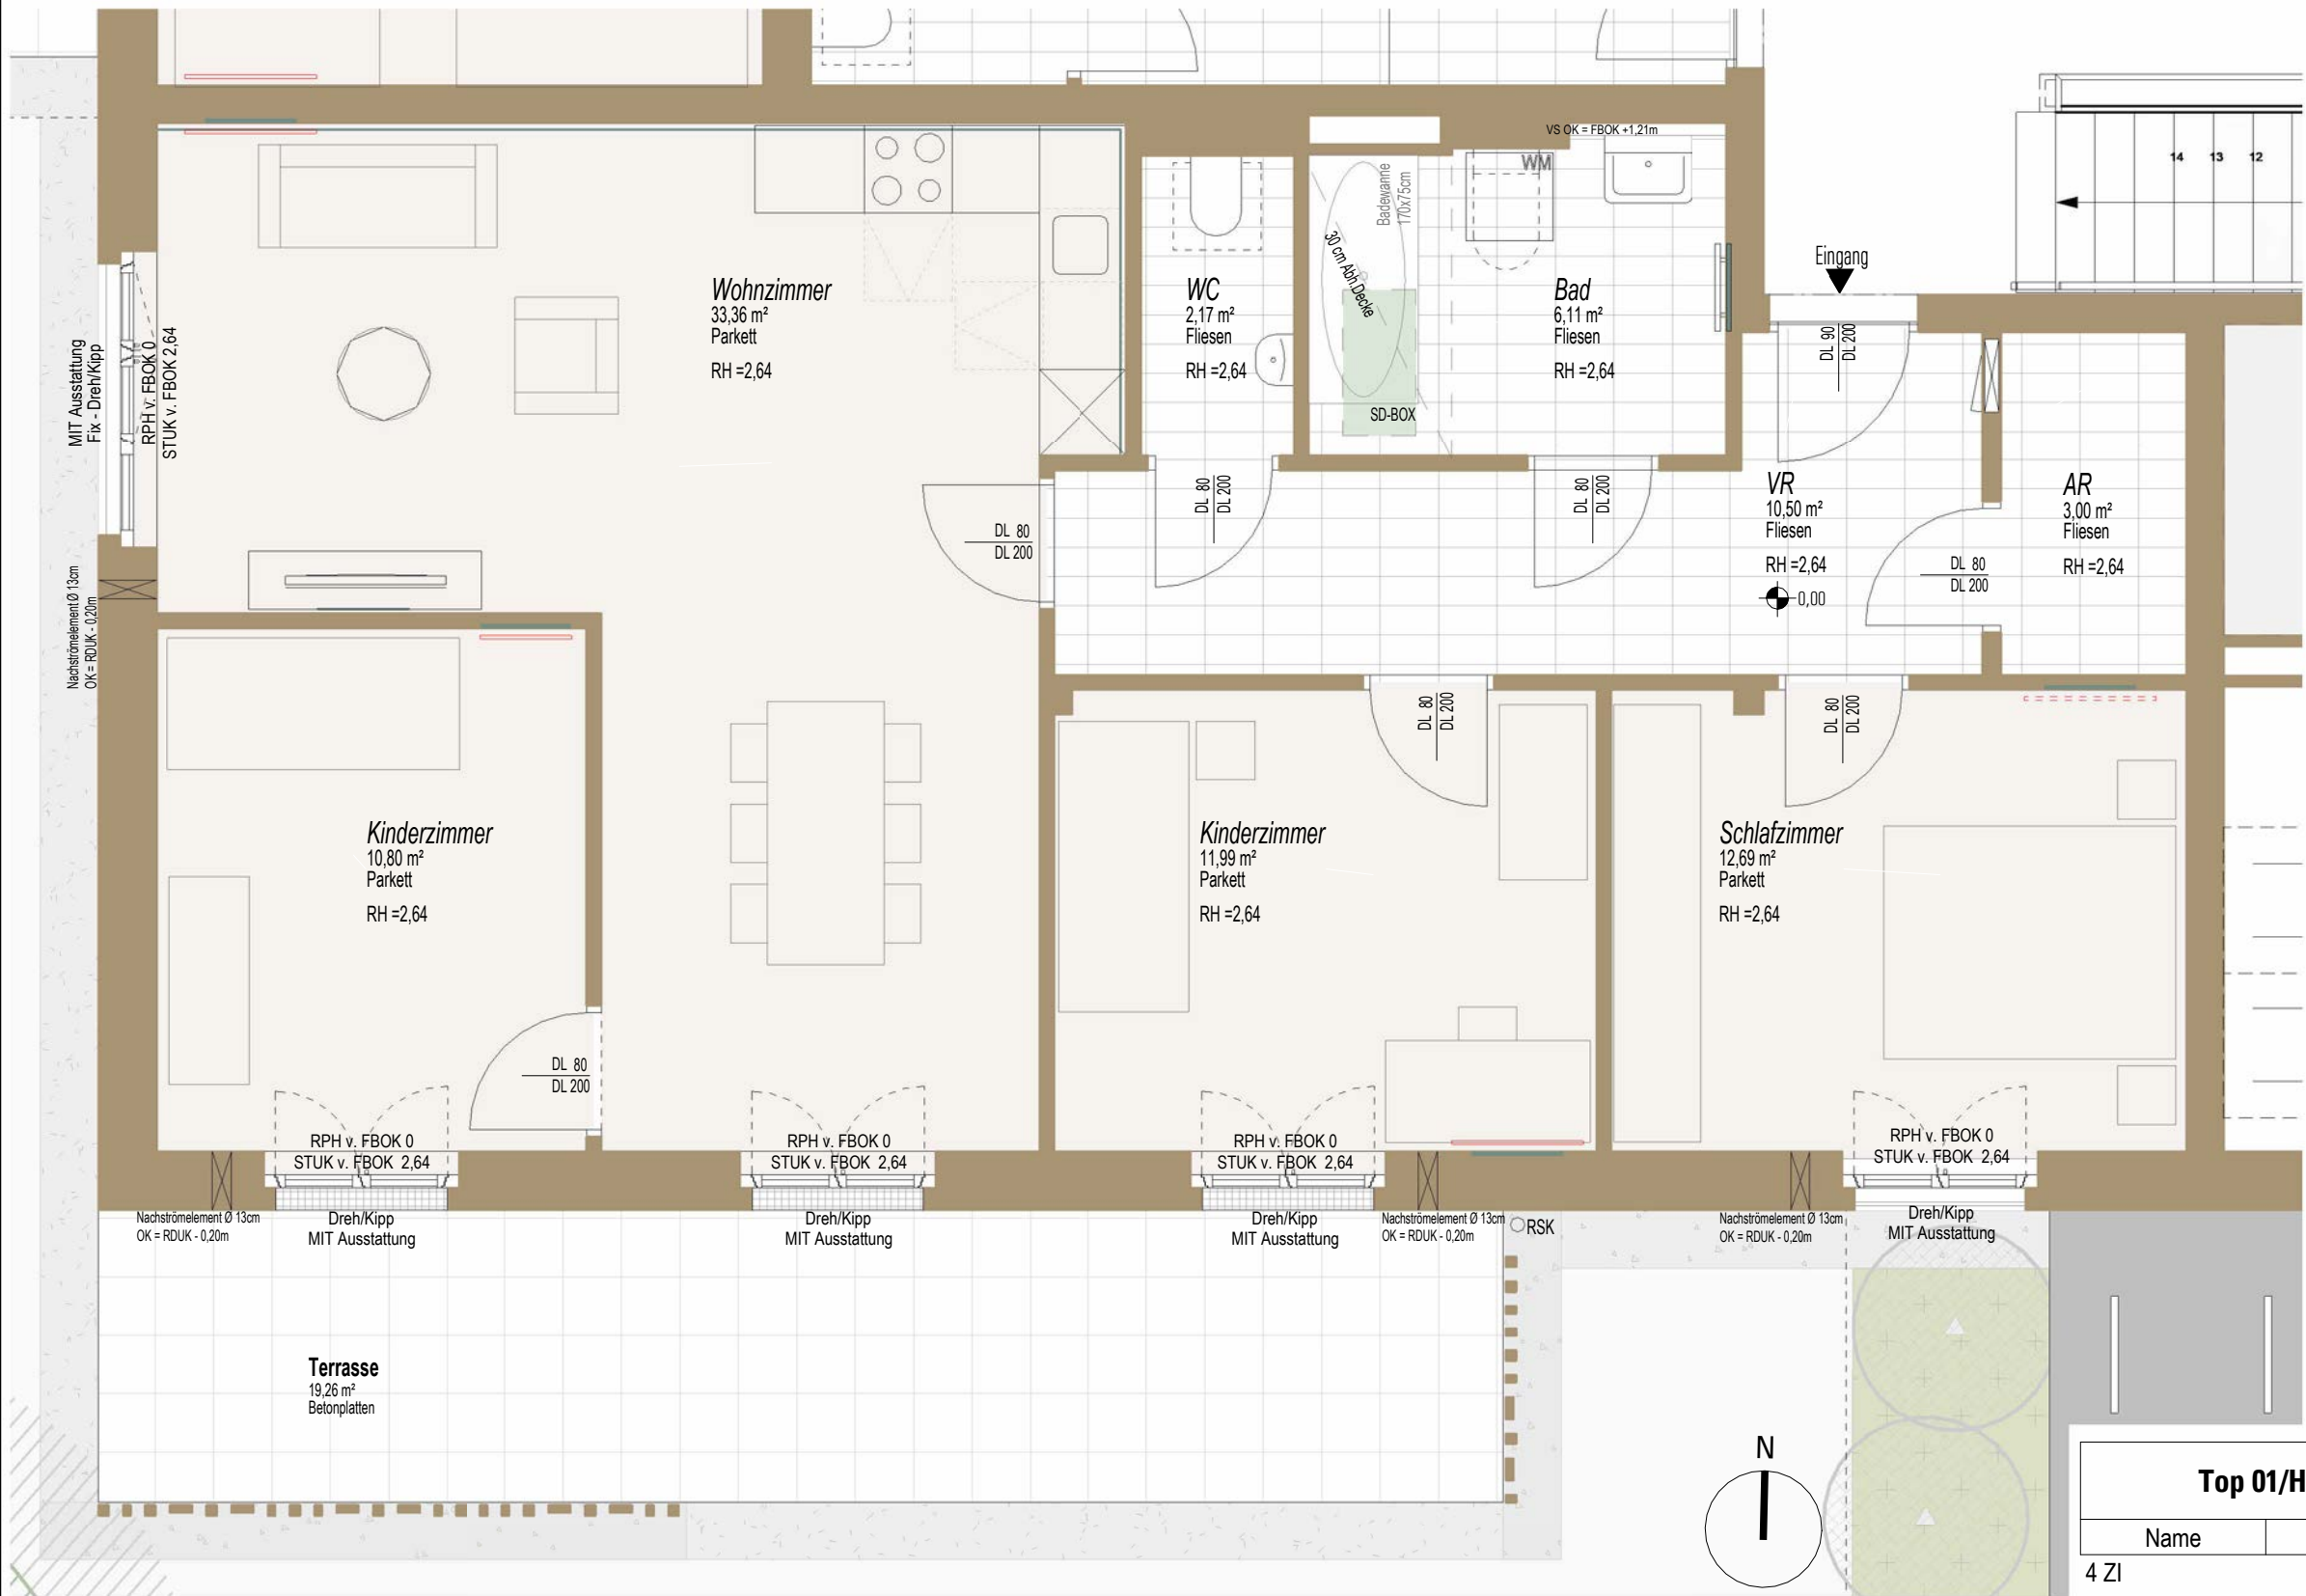 VS OK = FBOK +1,21m
WM
Badewanne
170x75cm
30 cm Abh.Decke
SD-BOX
14 13 12
Eingang
Wohnzimmer
33,36 m²
Parkett
RH =2,64
WC
2,17 m²
Fliesen
RH =2,64
Bad
6,11 m²
Fliesen
RH =2,64
DL 90
DL 200
MIT Ausstattung
Fix - Dreh/Kipp
RPH v. FBOK 0
STUK v. FBOK 2,64
DL 80
DL 200
DL 80
DL 200
DL 80
DL 200
VR
10,50 m²
Fliesen
RH =2,64
0,00
DL 80
DL 200
AR
3,00 m²
Fliesen
RH =2,64
Nachströmelement Ø 13cm
OK = RDUK - 0,20m
DL 80
DL 200
DL 80
DL 200
Kinderzimmer
10,80 m²
Parkett
RH =2,64
Kinderzimmer
11,99 m²
Parkett
RH =2,64
Schlafzimmer
12,69 m²
Parkett
RH =2,64
DL 80
DL 200
RPH v. FBOK 0
STUK v. FBOK 2,64
RPH v. FBOK 0
STUK v. FBOK 2,64
RPH v. FBOK 0
STUK v. FBOK 2,64
RPH v. FBOK 0
STUK v. FBOK 2,64
Nachströmelement Ø 13cm
OK = RDUK - 0,20m
Dreh/Kipp
MIT Ausstattung
Dreh/Kipp
MIT Ausstattung
Dreh/Kipp
MIT Ausstattung
Nachströmelement Ø 13cm
OK = RDUK - 0,20m
RSK
Nachströmelement Ø 13cm
OK = RDUK - 0,20m
Dreh/Kipp
MIT Ausstattung
Terrasse
19,26 m²
Betonplatten
N
Top 01/H
Name
4 ZI